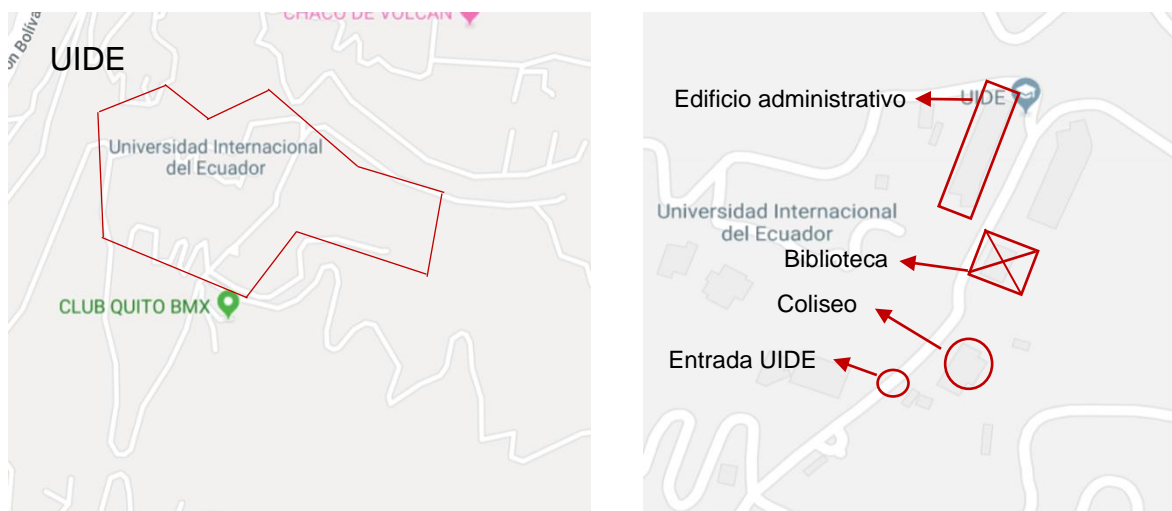 CHACO DE VOLCAN
UIDE
Universidad Internacional
del Ecuador
CLUB QUITO BMX
Edificio administrativo
UIDE
Universidad Internacional
del Ecuador
Biblioteca
Coliseo
Entrada UIDE